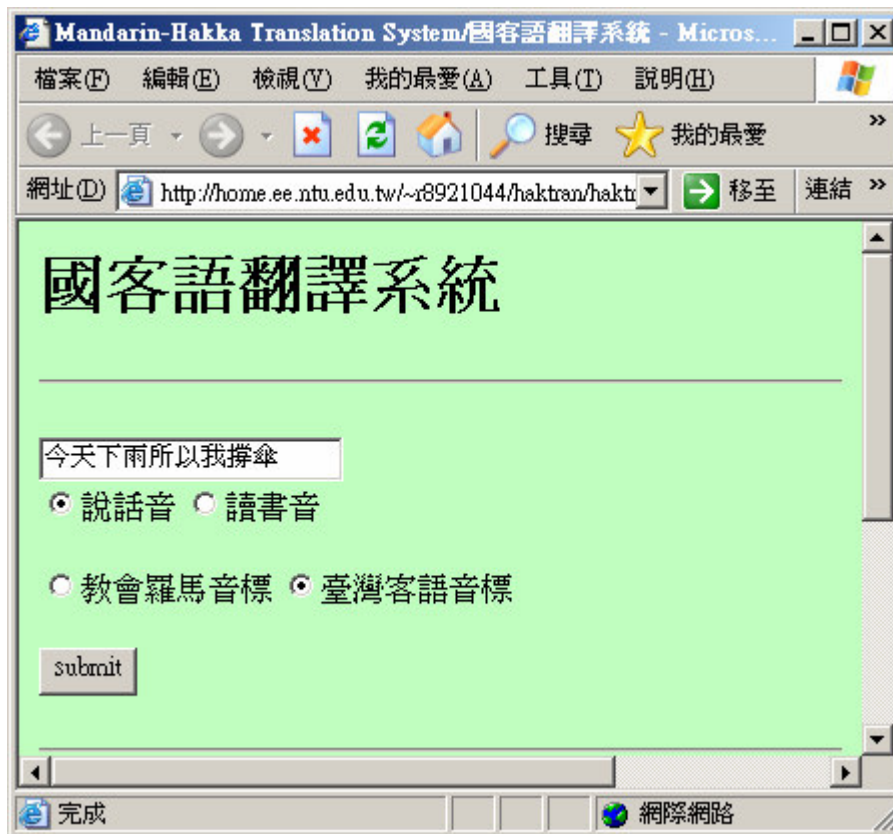 Mandarin-Hakka Translation System/國客語翻譯系統 - Micros...
檔案(F) 編輯(E) 檢視(V) 我的最愛(A) 工具(T) 說明(H)
上一頁 搜尋 我的最愛 »
網址(D) http://home.ee.ntu.edu.tw/~r8921044/haktran/haktr 移至 連結 »
國客語翻譯系統
今天下雨所以我撐傘
說話音 讀書音
教會羅馬音標 臺灣客語音標
submit
完成 網際網路